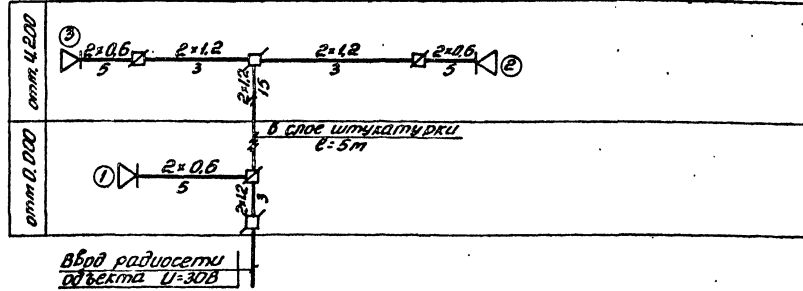 отм. 4.200
③ 2×0,6 2×1,2 2×1,2 2×0,6 ②
5 3 3 5
2×1,2 15
в слое штукатурки
ℓ=5м
отм 0.000
① 2×0,6
5
2×1,2 3
Ввод радиосети
объекта U=30В